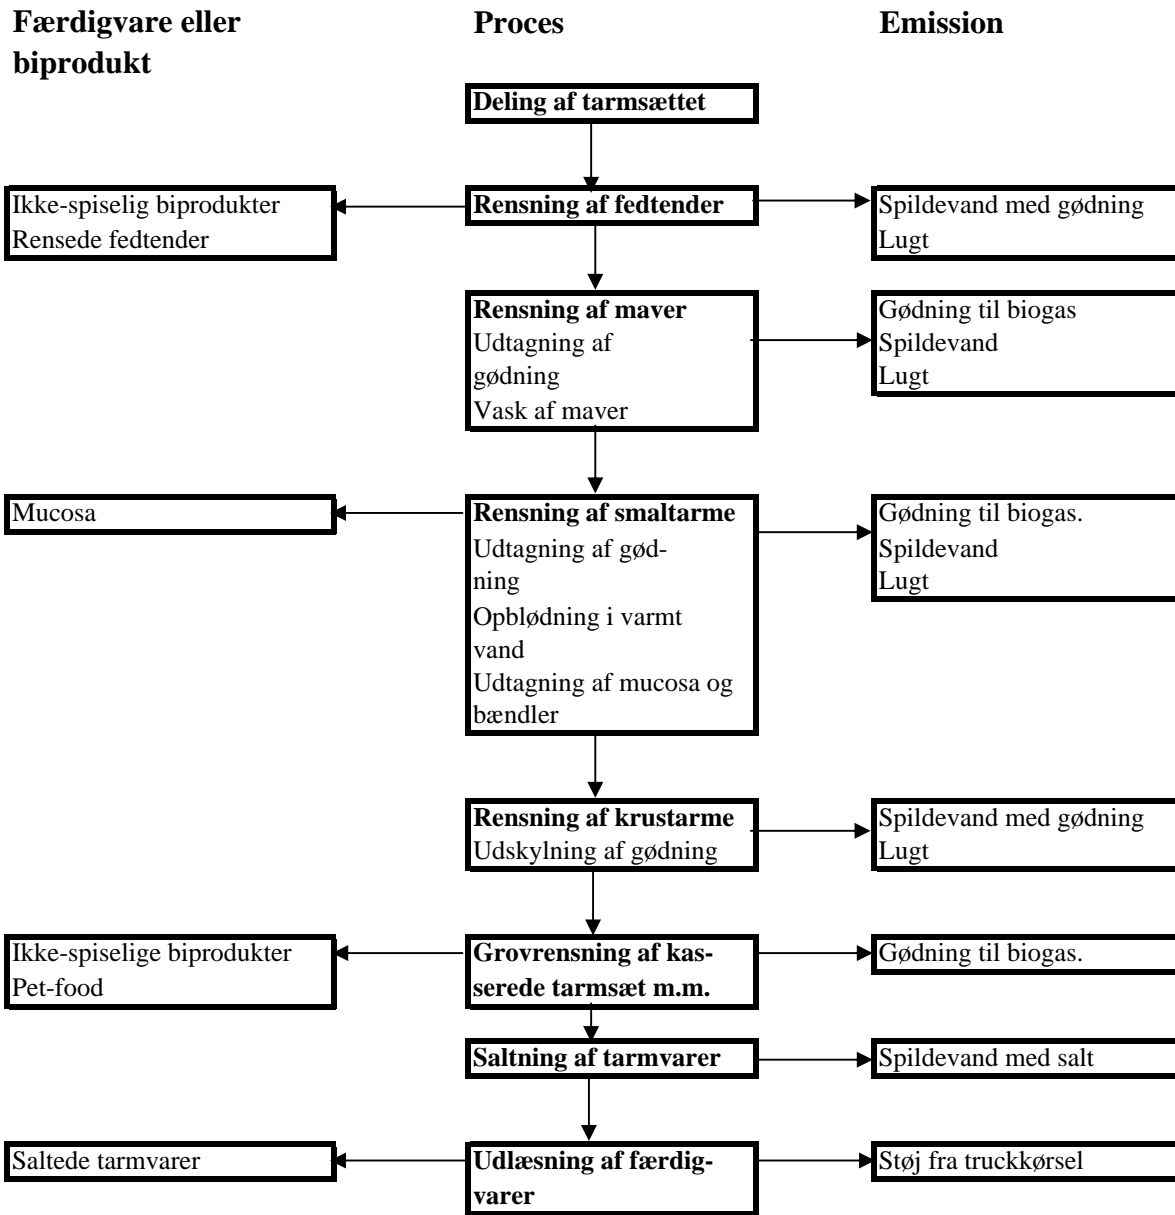 Færdigvare eller
biprodukt
Proces
Emission
Deling af tarmsættet
Ikke-spiselig biprodukter
Rensede fedtender
Rensning af fedtender
Spildevand med gødning
Lugt
Rensning af maver
Udtagning af
gødning
Vask af maver
Gødning til biogas
Spildevand
Lugt
Mucosa
Rensning af smaltarme
Udtagning af gød-
ning
Opblødning i varmt
vand
Udtagning af mucosa og
bændler
Gødning til biogas.
Spildevand
Lugt
Rensning af krustarme
Udskylning af gødning
Spildevand med gødning
Lugt
Ikke-spiselige biprodukter
Pet-food
Grovrensning af kas-
serede tarmsæt m.m.
Gødning til biogas.
Saltning af tarmvarer
Spildevand med salt
Saltede tarmvarer
Udlæsning af færdig-
varer
Støj fra truckkørsel